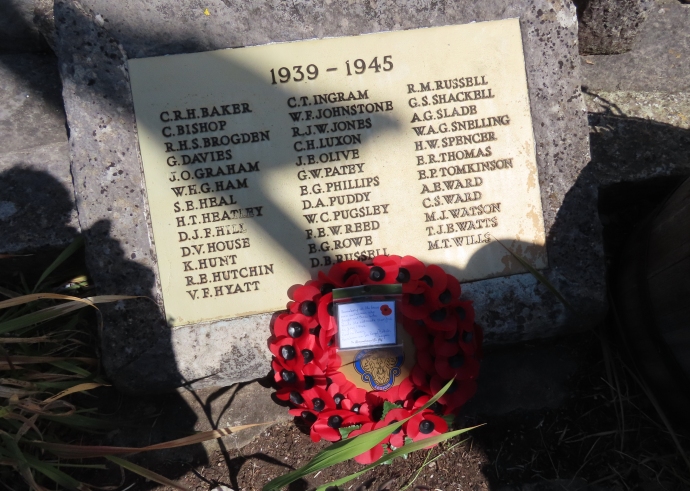 1939 - 1945
C.R.H. BAKER
C. BISHOP
R.H.S. BROGDEN
G. DAVIES
J.O. GRAHAM
W.E.G. HAM
S.E. HEAL
H.T. HEATLEY
D.J.F. HILL
D.V. HOUSE
K. HUNT
R.B. HUTCHIN
V.F. HYATT
C.T. INGRAM
W.F. JOHNSTONE
R.J.W. JONES
C.H. LUXON
J.E. OLIVE
G.W. PATEY
E.G. PHILLIPS
D.A. PUDDY
W.C. PUGSLEY
F.E.W. REED
E.G. ROWE
D.B. RUSSELL
R.M. RUSSELL
G.S. SHACKELL
A.G. SLADE
W.A.G. SNELLING
H.W. SPENCER
E.R. THOMAS
E.P. TOMKINSON
A.B. WARD
C.S. WARD
M.J. WATSON
T.J.B. WATTS
M.T. WILLS